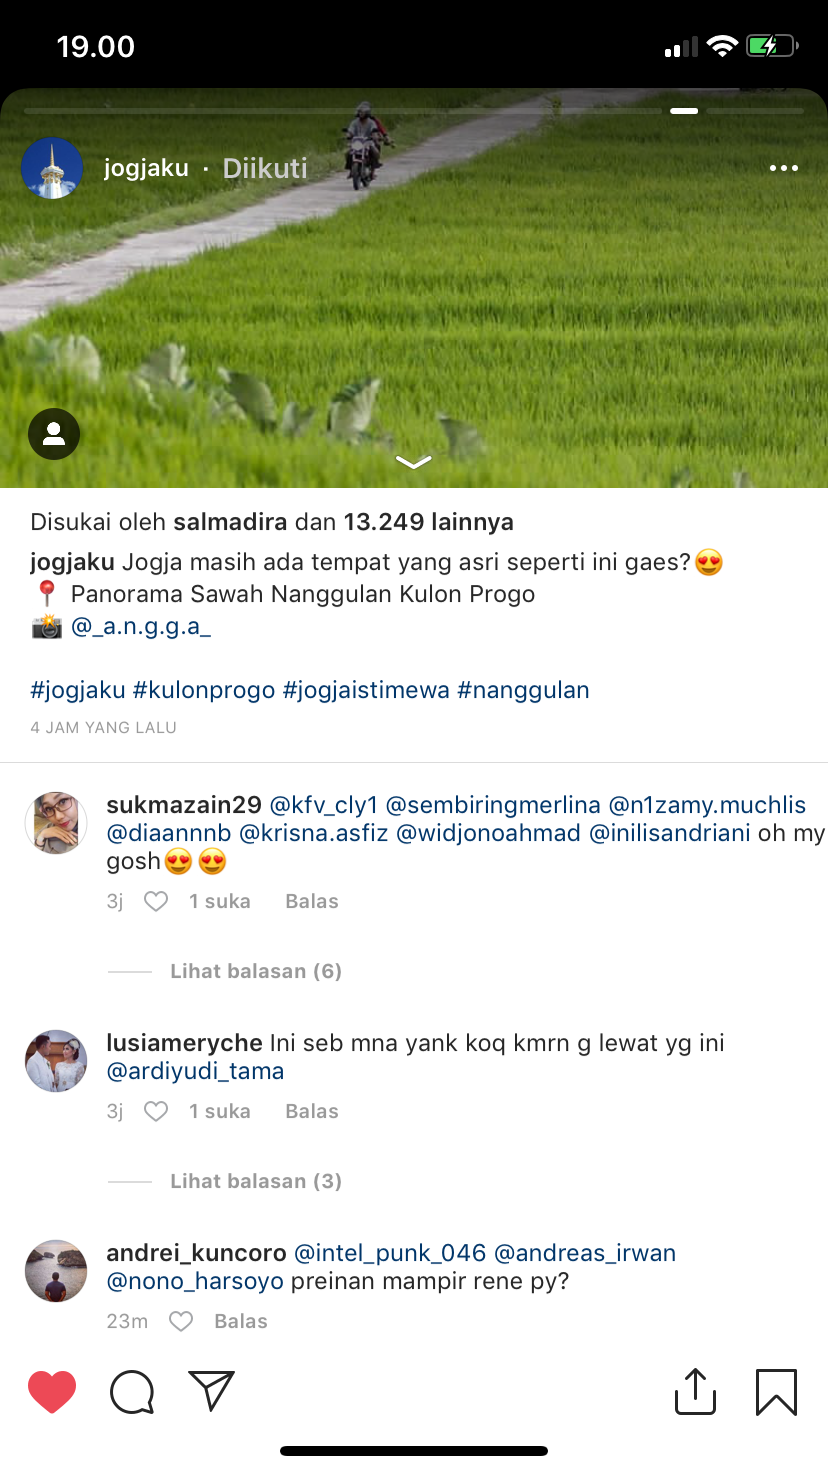 19.00
jogjaku · Diikuti
Disukai oleh salmadira dan 13.249 lainnya
jogjaku Jogja masih ada tempat yang asri seperti ini gaes?😍
📍 Panorama Sawah Nanggulan Kulon Progo
📸 @_a.n.g.g.a_
#jogjaku #kulonprogo #jogjaistimewa #nanggulan
4 JAM YANG LALU
sukmazain29 @kfv_cly1 @sembiringmerlina @n1zamy.muchlis
@diaannnb @krisna.asfiz @widjonoahmad @inilisandriani oh my
gosh😍😍
3j 1 suka Balas
Lihat balasan (6)
lusiameryche Ini seb mna yank koq kmrn g lewat yg ini
@ardiyudi_tama
3j 1 suka Balas
Lihat balasan (3)
andrei_kuncoro @intel_punk_046 @andreas_irwan
@nono_harsoyo preinan mampir rene py?
23m Balas